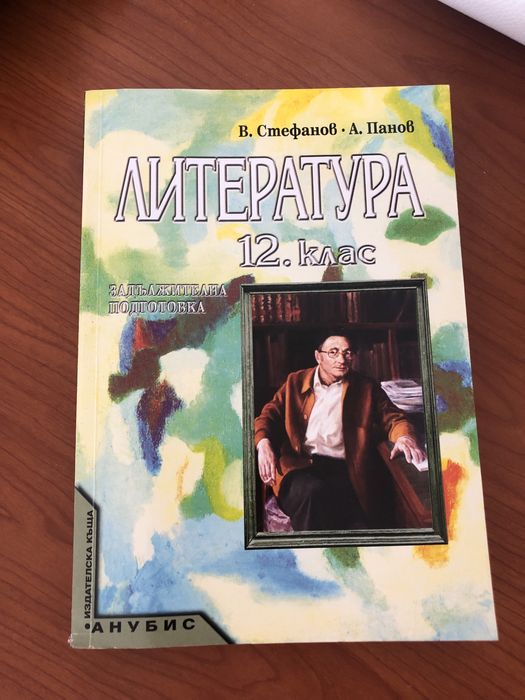 В. Стефанов • А. Панов
ЛИТЕРАТУРА
12. клас
ЗАДЪЛЖИТЕЛНА
ПОДГОТОВКА
ИЗДАТЕЛСКА КЪЩА
АНУБИС